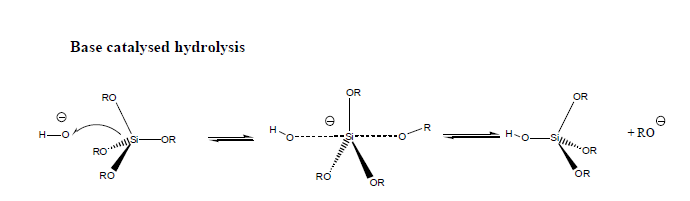 Base catalysed hydrolysis
RO
⊖
H—O
Si—OR
RO
RO
OR
⊖
H
O
Si
O
R
RO
OR
OR
H
O
Si
OR
OR
+RO⊖